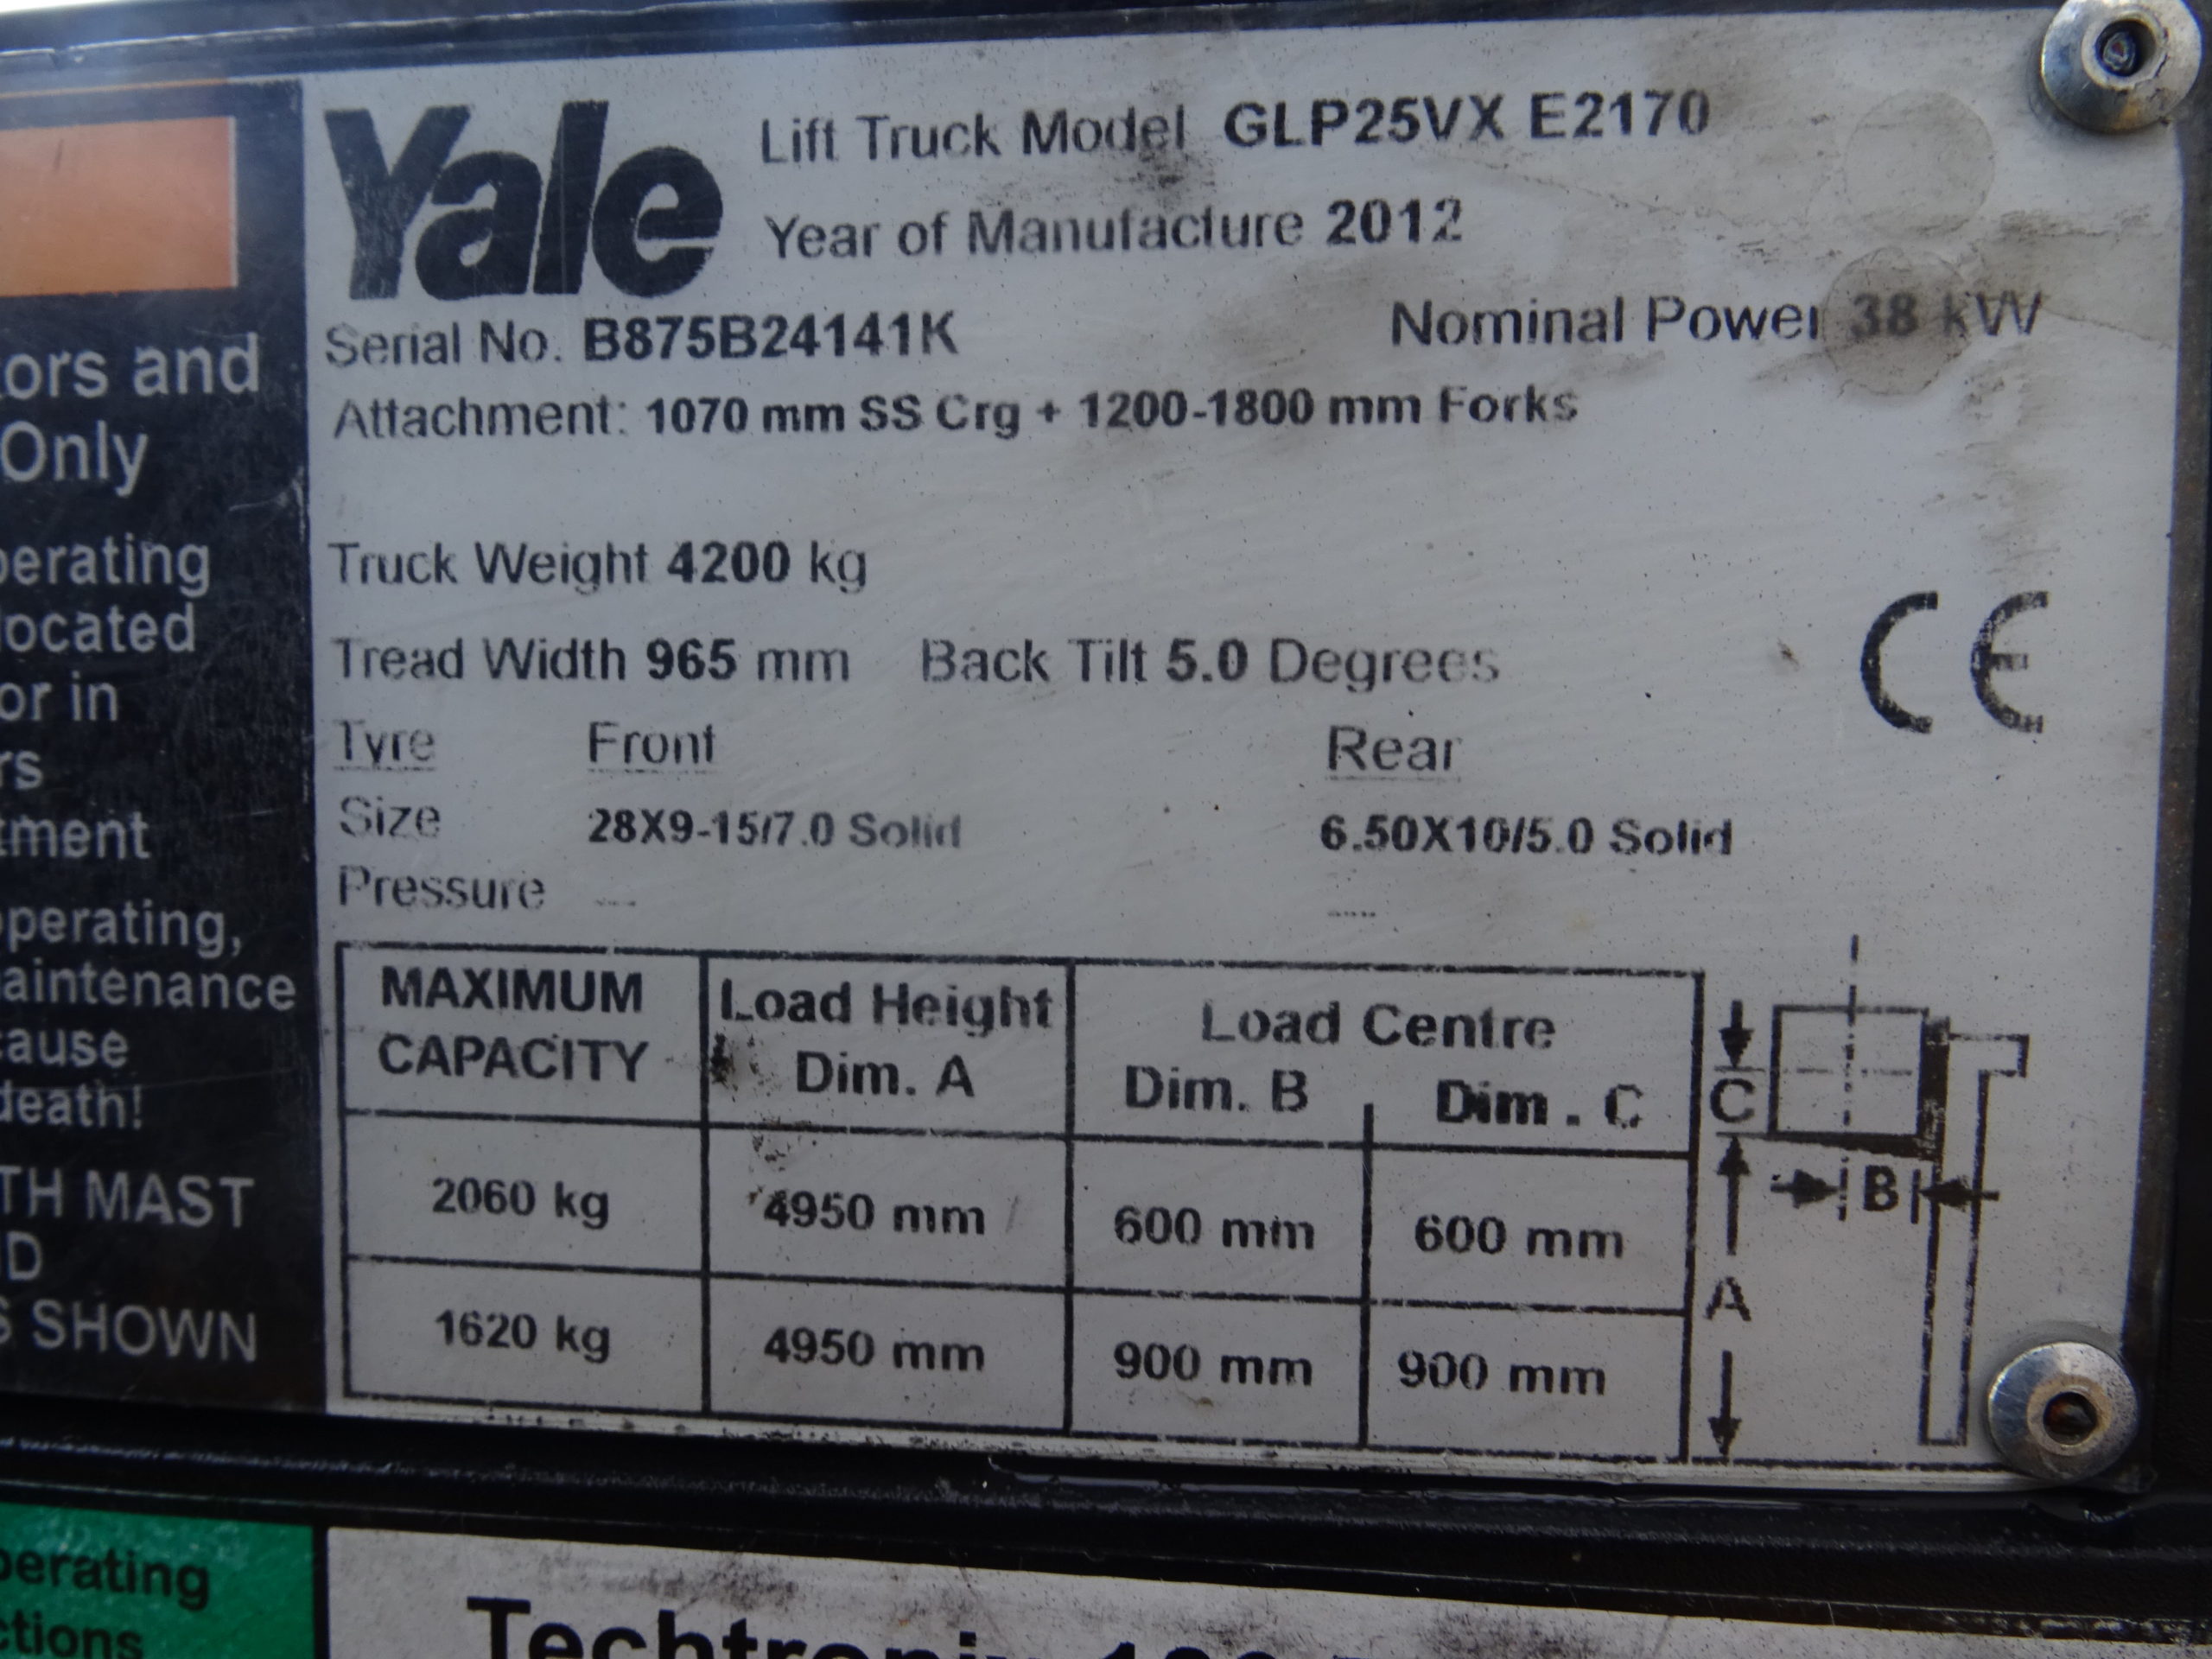 Yale
Lift Truck Model GLP25VX E2170
Year of Manufacture 2012
Serial No. B875B24141K
Nominal Power 38 kW
Attachment: 1070 mm SS Crg + 1200-1800 mm Forks
Truck Weight 4200 kg
Tread Width 965 mm Back Tilt 5.0 Degrees
CE
Tyre Front Rear
Size 28X9-15/7.0 Solid 6.50X10/5.0 Solid
Pressure --- ----
MAXIMUM CAPACITY
Load Height Dim. A
Load Centre
Dim. B Dim. C
2060 kg 4950 mm 600 mm 600 mm
1620 kg 4950 mm 900 mm 900 mm
C
B
A
ors and
Only
perating
located
or in
rs
tment
perating,
aintenance
cause
death!
TH MAST
D
S SHOWN
perating
ctions